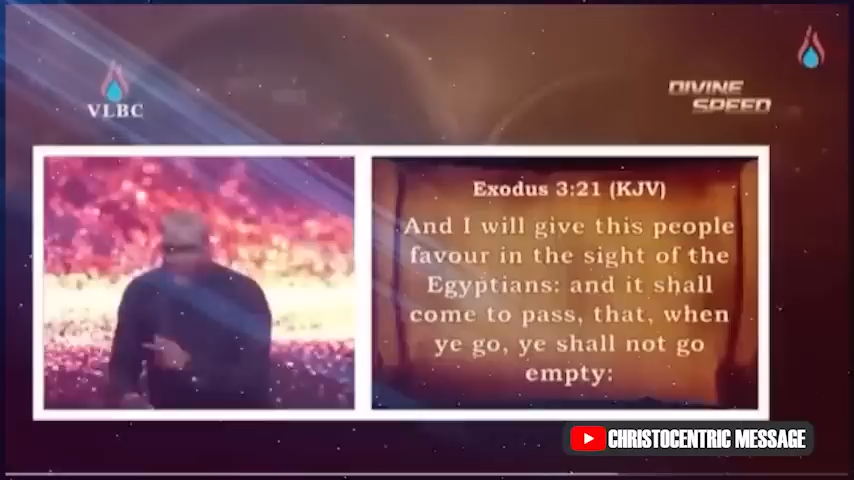 VLBC
DIVINE
SPEED
Exodus 3:21 (KJV)
And I will give this people
favour in the sight of the
Egyptians: and it shall
come to pass, that, when
ye go, ye shall not go
empty:
CHRISTOCENTRIC MESSAGE